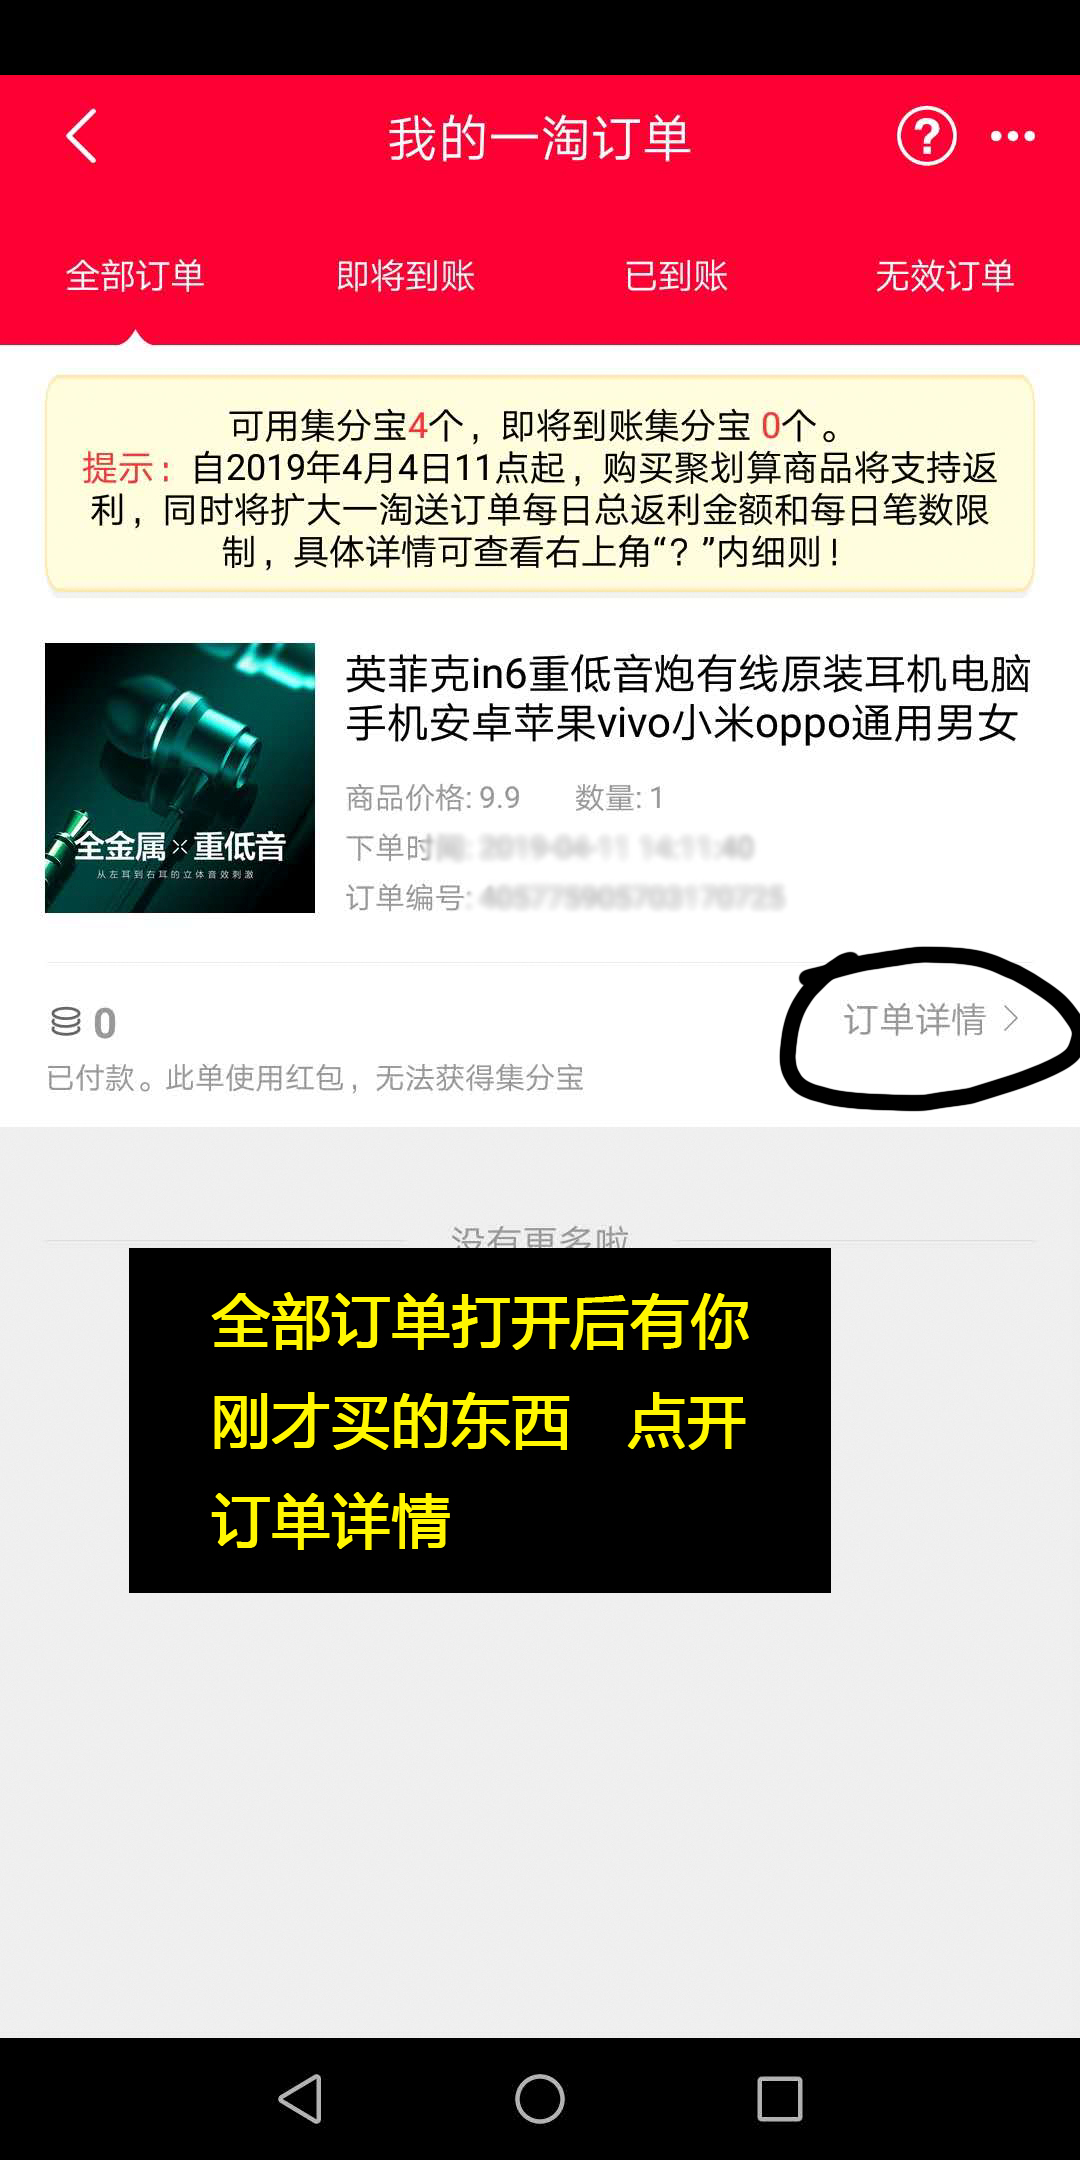 我的一淘订单
全部订单 即将到账 已到账 无效订单
可用集分宝4个，即将到账集分宝 0个。
提示：自2019年4月4日11点起，购买聚划算商品将支持返
利，同时将扩大一淘送订单每日总返利金额和每日笔数限
制，具体详情可查看右上角“？”内细则！
英菲克in6重低音炮有线原装耳机电脑
手机安卓苹果vivo小米oppo通用男女
全金属×重低音
从左耳到右耳的立体音效刺激
商品价格: 9.9 数量: 1
下单时间:
订单编号:
0
订单详情
已付款。此单使用红包，无法获得集分宝
没有更多啦
全部订单打开后有你
刚才买的东西 点开
订单详情